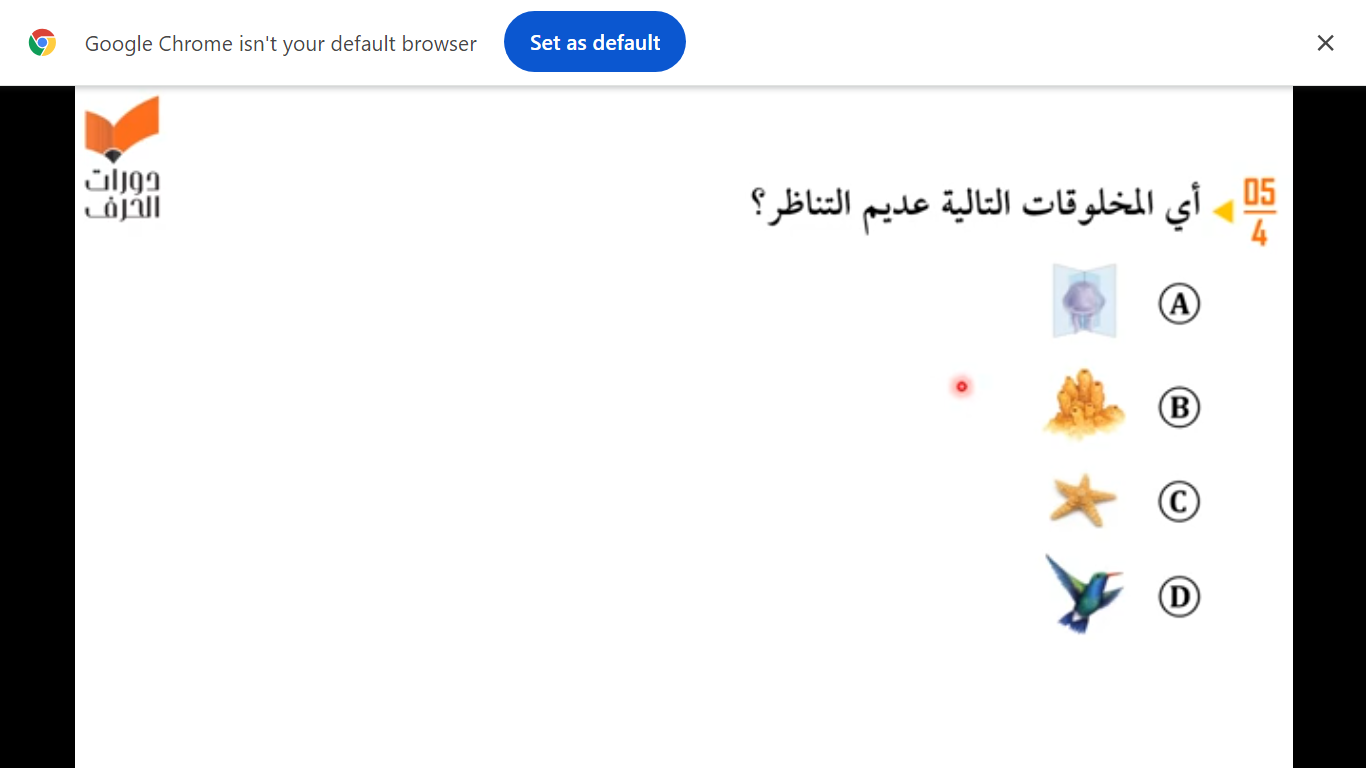 Google Chrome isn't your default browser
Set as default
دورات
الحرف
05
4
أي المخلوقات التالية عديم التناظر؟
A
B
C
D